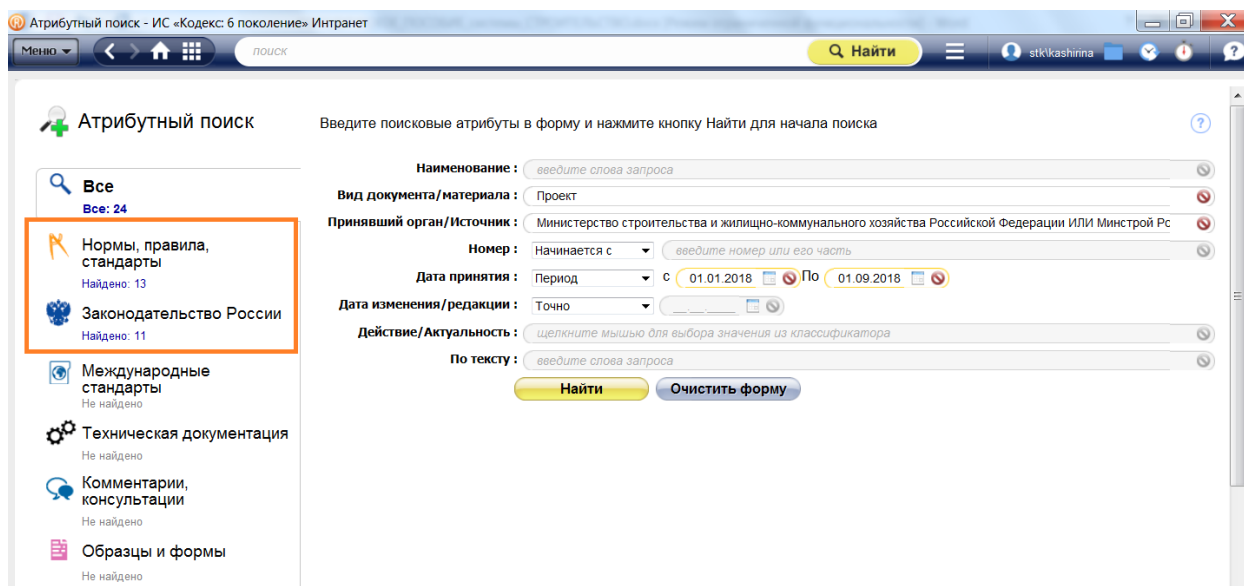 Атрибутный поиск - ИС «Кодекс: 6 поколение» Интранет
Меню
поиск
Найти
stk\kashirina
Атрибутный поиск
Введите поисковые атрибуты в форму и нажмите кнопку Найти для начала поиска
Все
Все: 24
Нормы, правила,
стандарты
Найдено: 13
Законодательство России
Найдено: 11
Международные
стандарты
Не найдено
Техническая документация
Не найдено
Комментарии,
консультации
Не найдено
Образцы и формы
Не найдено
Наименование : введите слова запроса
Вид документа/материала : Проект
Принявший орган/Источник : Министерство строительства и жилищно-коммунального хозяйства Российской Федерации ИЛИ Минстрой Рс
Номер : Начинается с введите номер или его часть
Дата принятия : Период с 01.01.2018 По 01.09.2018
Дата изменения/редакции : Точно __.__.____
Действие/Актуальность : щелкните мышью для выбора значения из классификатора
По тексту : введите слова запроса
Найти Очистить форму